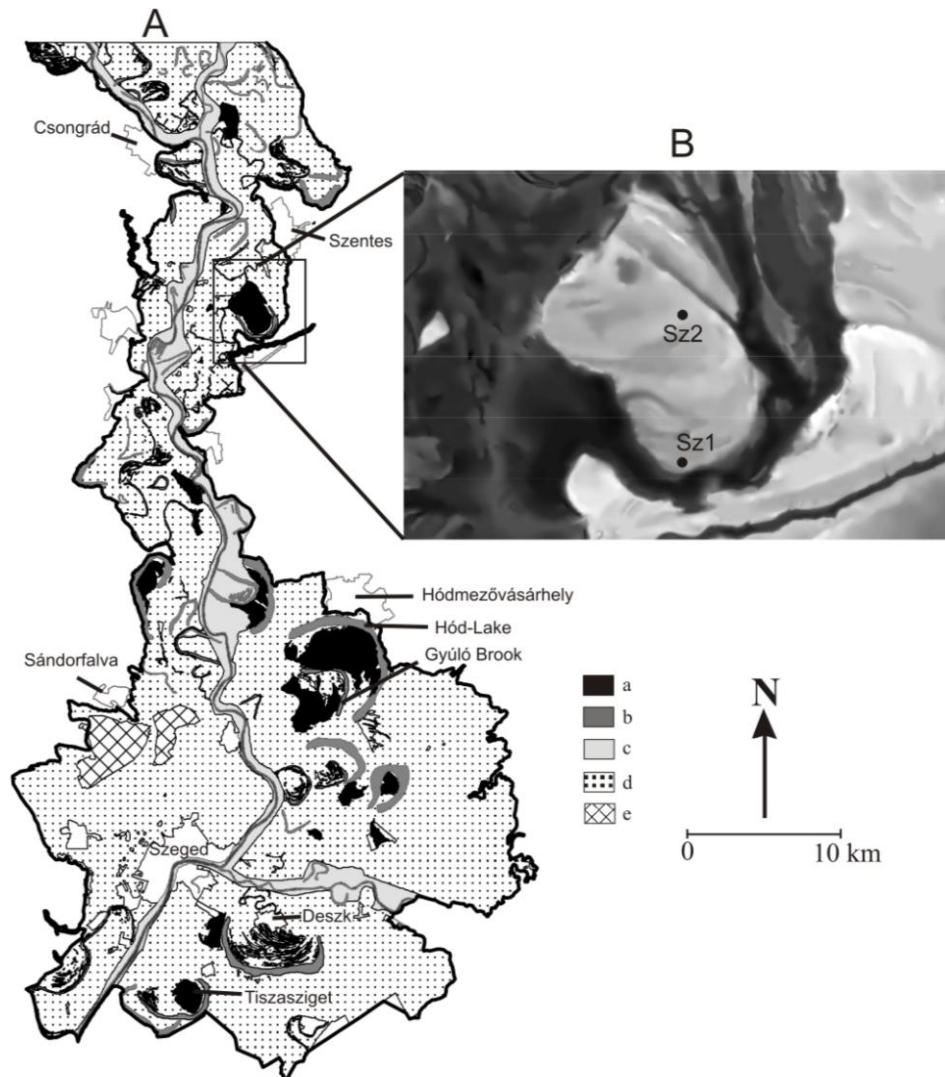 A
B
Csongrád
Szentes
Sz2
Sz1
Hódmezővásárhely
Hód-Lake
Gyúló Brook
Sándorfalva
a
b
c
d
e
N
0 10 km
Szeged
Deszk
Tiszasziget